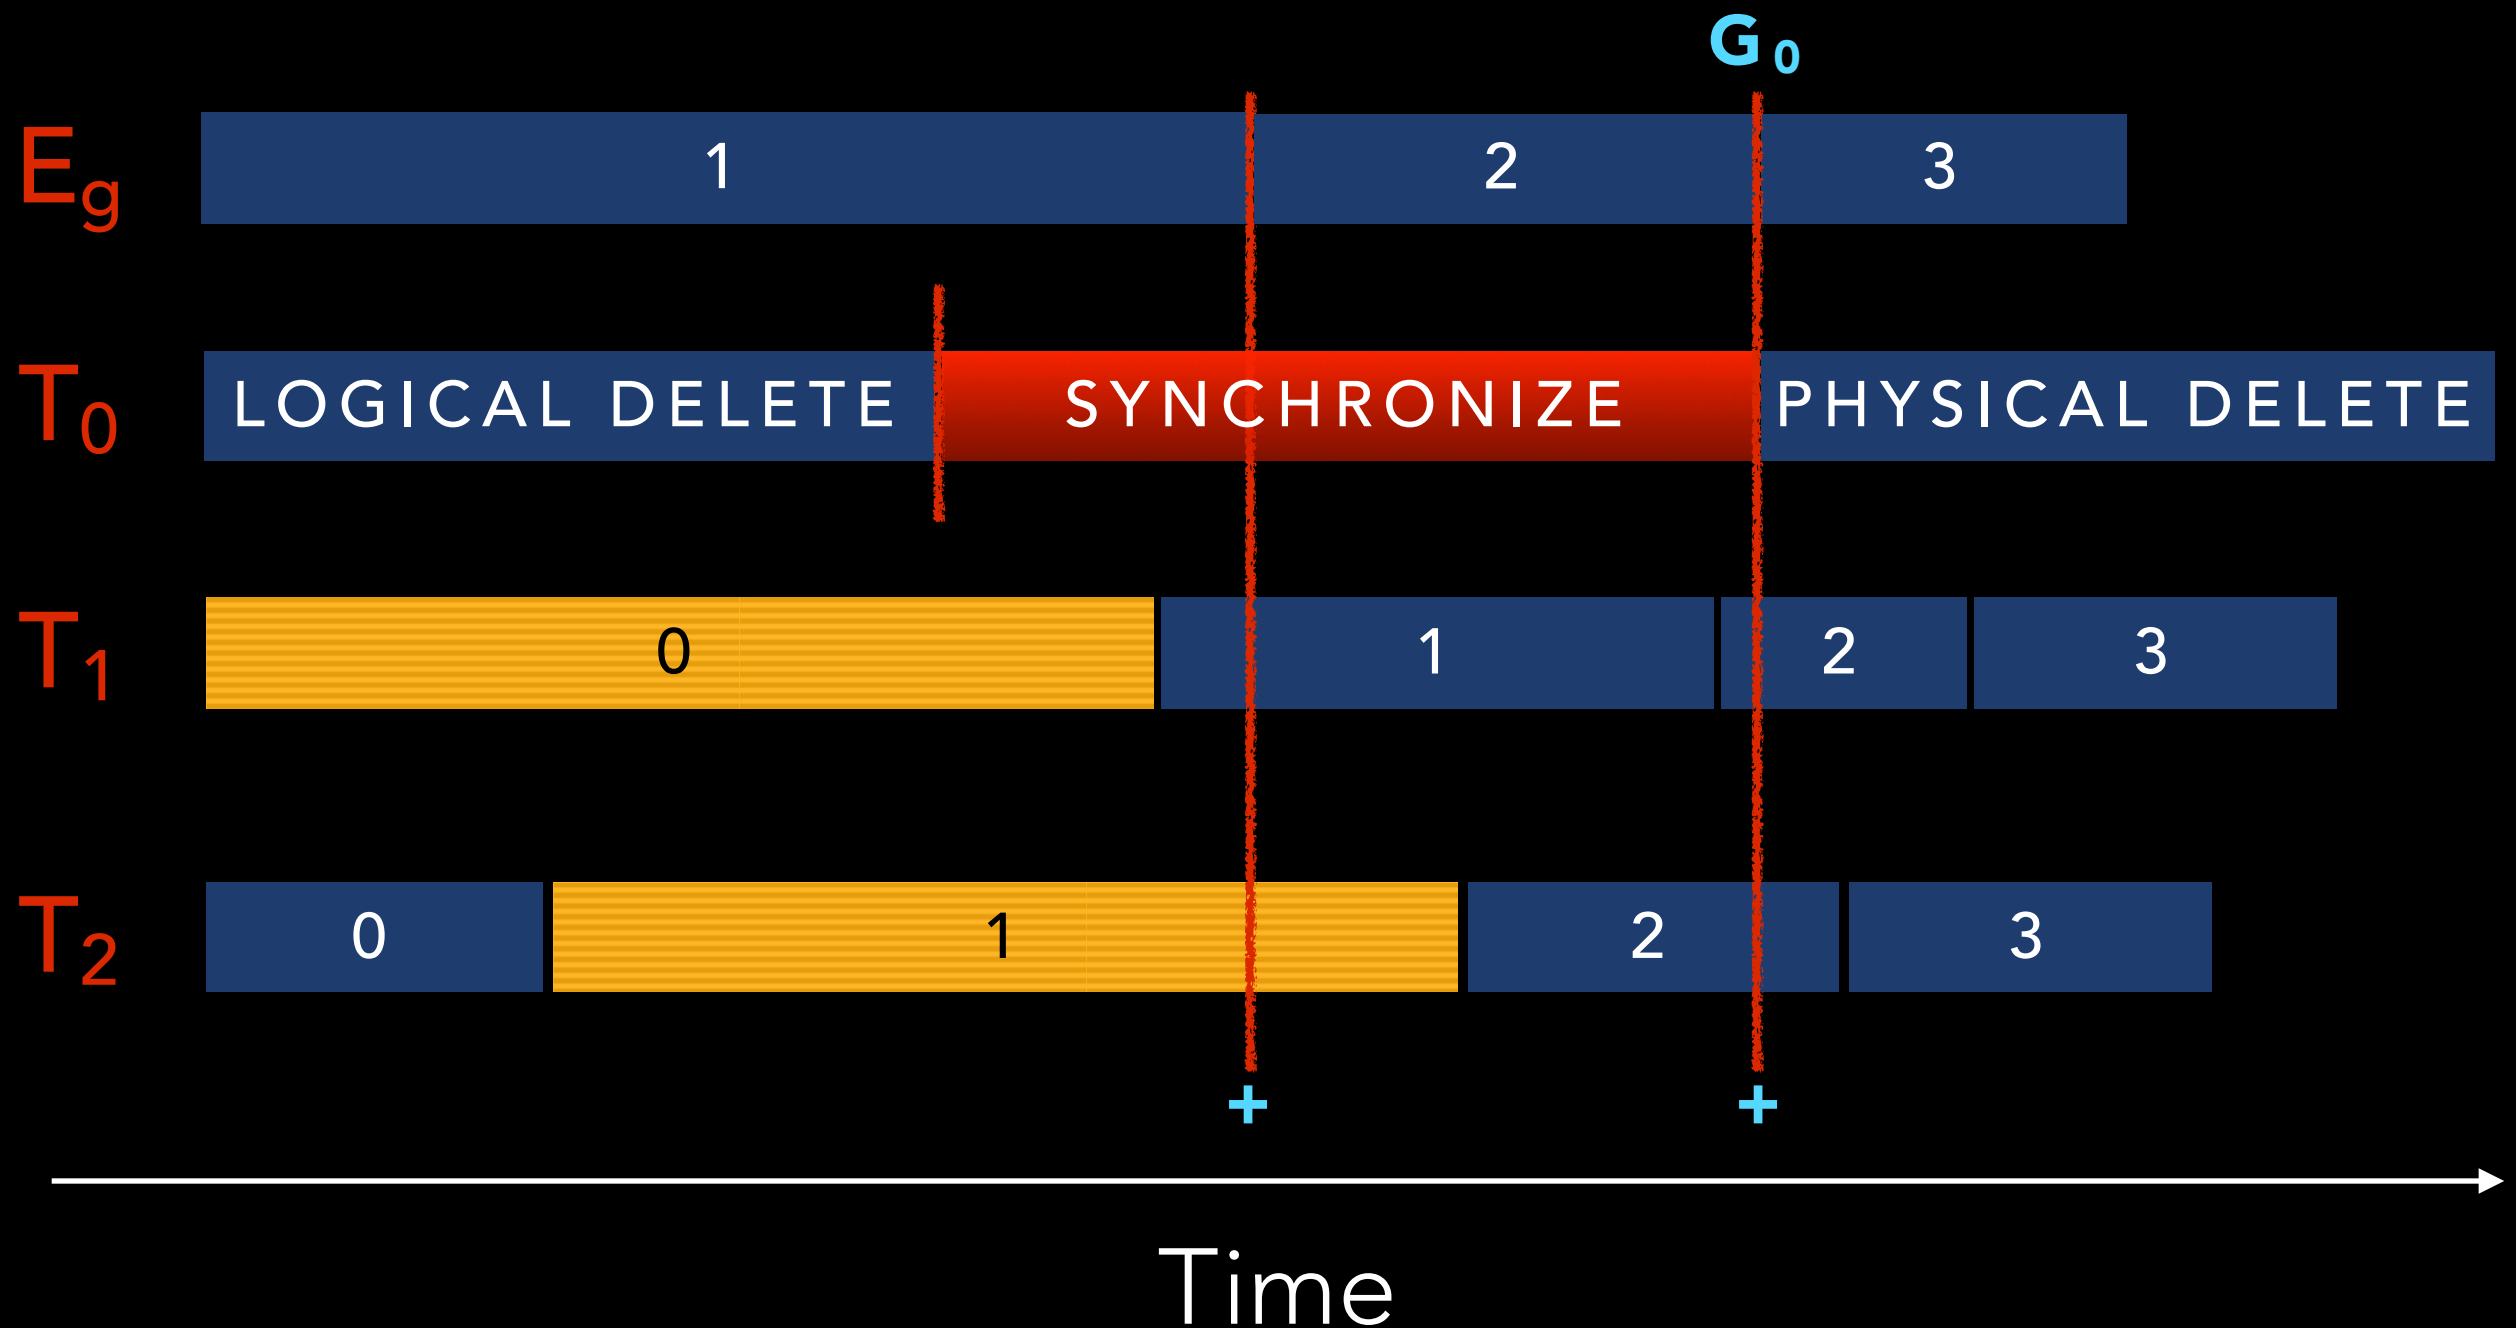 G0
Eg 1 2 3
T0 LOGICAL DELETE SYNCHRONIZE PHYSICAL DELETE
T1 0 1 2 3
T2 0 1 2 3
+ +
Time